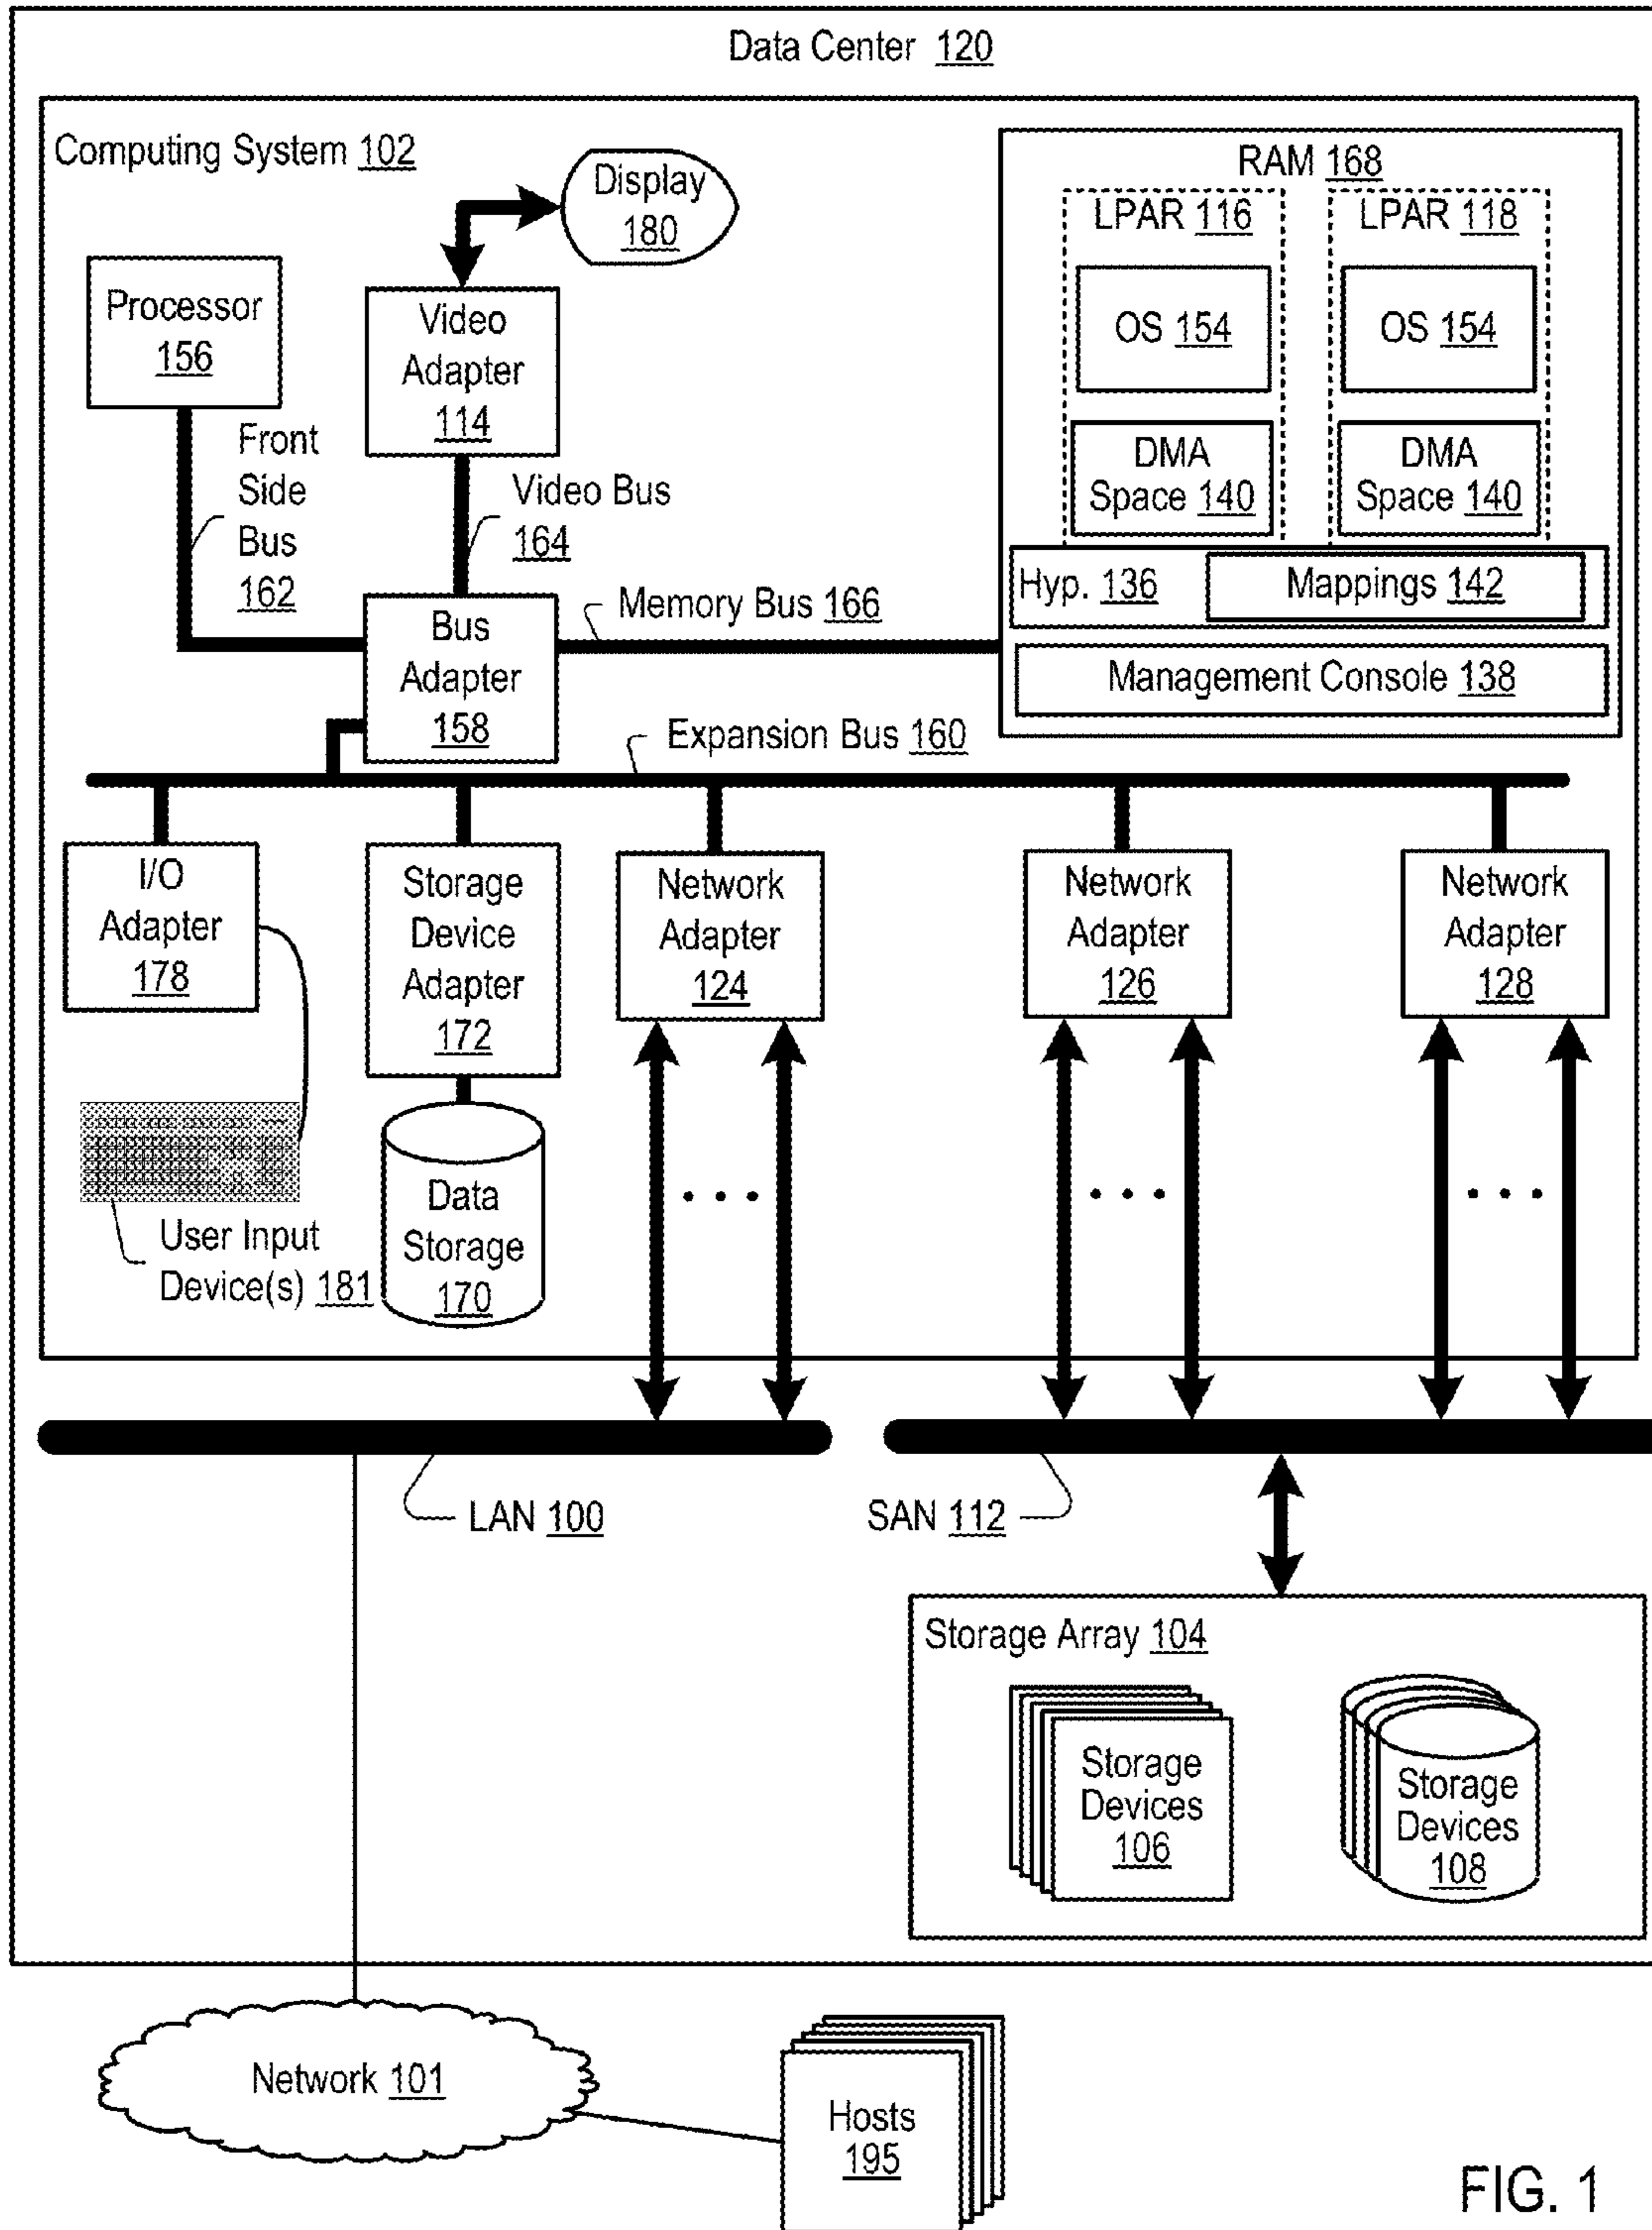 Data Center 120
Computing System 102
Display
180
RAM 168
LPAR 116
LPAR 118
OS 154
OS 154
DMA
Space 140
DMA
Space 140
Hyp. 136
Mappings 142
Management Console 138
Processor
156
Video
Adapter
114
Front
Side
Bus
162
Video Bus
164
Bus
Adapter
158
Memory Bus 166
Expansion Bus 160
I/O
Adapter
178
Storage
Device
Adapter
172
Network
Adapter
124
Network
Adapter
126
Network
Adapter
128
User Input
Device(s) 181
Data
Storage
170
LAN 100
SAN 112
Storage Array 104
Storage
Devices
106
Storage
Devices
108
Network 101
Hosts
195
FIG. 1